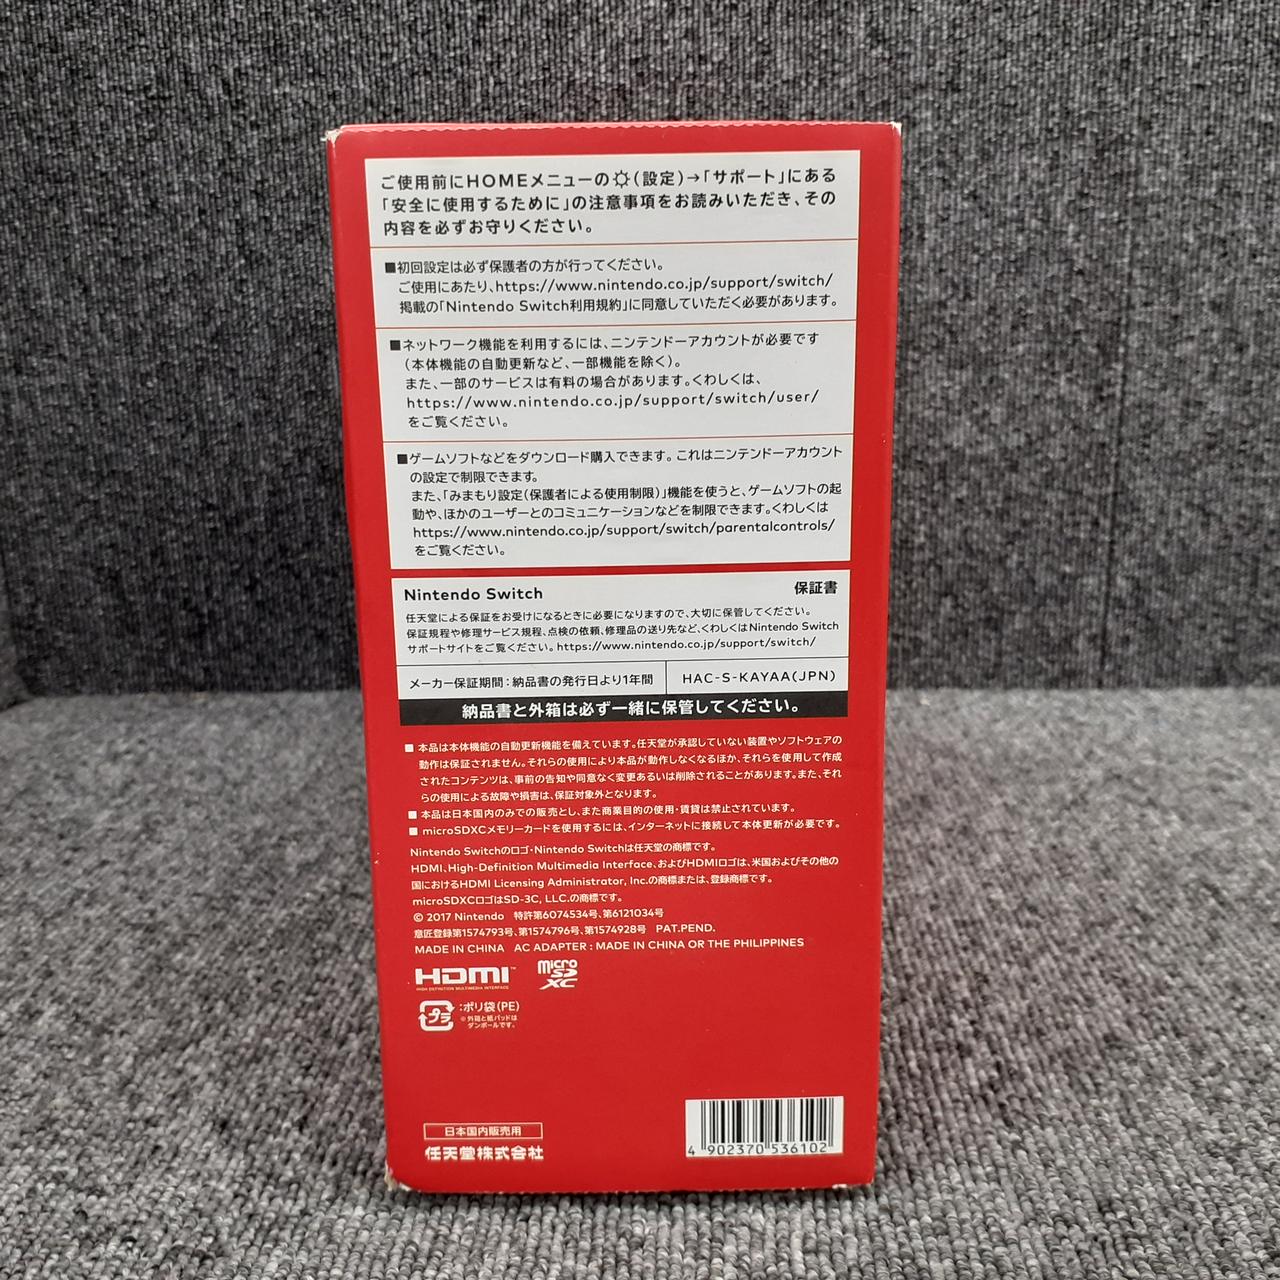 ご使用前にHOMEメニューの(設定)→「サポート」にある
「安全に使用するために」の注意事項をお読みいただき、その
内容を必ずお守りください。
■初回設定は必ず保護者の方が行ってください。
ご使用にあたり、https://www.nintendo.co.jp/support/switch/
掲載の「Nintendo Switch利用規約」に同意していただく必要があります。
■ネットワーク機能を利用するには、ニンテンドーアカウントが必要です
(本体機能の自動更新など、一部機能を除く)。
また、一部のサービスは有料の場合があります。くわしくは、
https://www.nintendo.co.jp/support/switch/user/
をご覧ください。
■ゲームソフトなどをダウンロード購入できます。これはニンテンドーアカウント
の設定で制限できます。
また、「みまもり設定(保護者による使用制限)」機能を使うと、ゲームソフトの起
動や、ほかのユーザーとのコミュニケーションなどを制限できます。くわしくは
https://www.nintendo.co.jp/support/switch/parentalcontrols/
をご覧ください。
Nintendo Switch 保証書
任天堂による保証をお受けになるときに必要になりますので、大切に保管してください。
保証規程や修理サービス規程、点検の依頼、修理品の送り先など、くわしくはNintendo Switch
サポートサイトをご覧ください。https://www.nintendo.co.jp/support/switch/
メーカー保証期間：納品書の発行日より1年間 HAC-S-KAYAA(JPN)
納品書と外箱は必ず一緒に保管してください。
■ 本品は本体機能の自動更新機能を備えています。任天堂が承認していない装置やソフトウェアの
動作は保証されません。それらの使用により本品が動作しなくなるほか、それらを使用して作成
されたコンテンツは、事前の告知や同意なく変更あるいは削除されることがあります。また、それ
らの使用による故障や損害は、保証対象外となります。
■ 本品は日本国内のみでの販売とし、また商業目的の使用・賃貸は禁止されています。
■ microSDXCメモリーカードを使用するには、インターネットに接続して本体更新が必要です。
Nintendo Switchのロゴ・Nintendo Switchは任天堂の商標です。
HDMI、High-Definition Multimedia Interface、およびHDMIロゴは、米国およびその他の
国におけるHDMI Licensing Administrator, Inc.の商標または、登録商標です。
microSDXCロゴはSD-3C, LLC.の商標です。
© 2017 Nintendo 特許第6074534号、第6121034号
意匠登録第1574793号、第1574796号、第1574928号 PAT.PEND.
MADE IN CHINA AC ADAPTER : MADE IN CHINA OR THE PHILIPPINES
HDMI™ micro SD XC
HIGH DEFINITION MULTIMEDIA INTERFACE
プラ :ポリ袋(PE)
※外箱と紙パッドは
ダンボールです。
日本国内販売用
任天堂株式会社
4 902370 536102